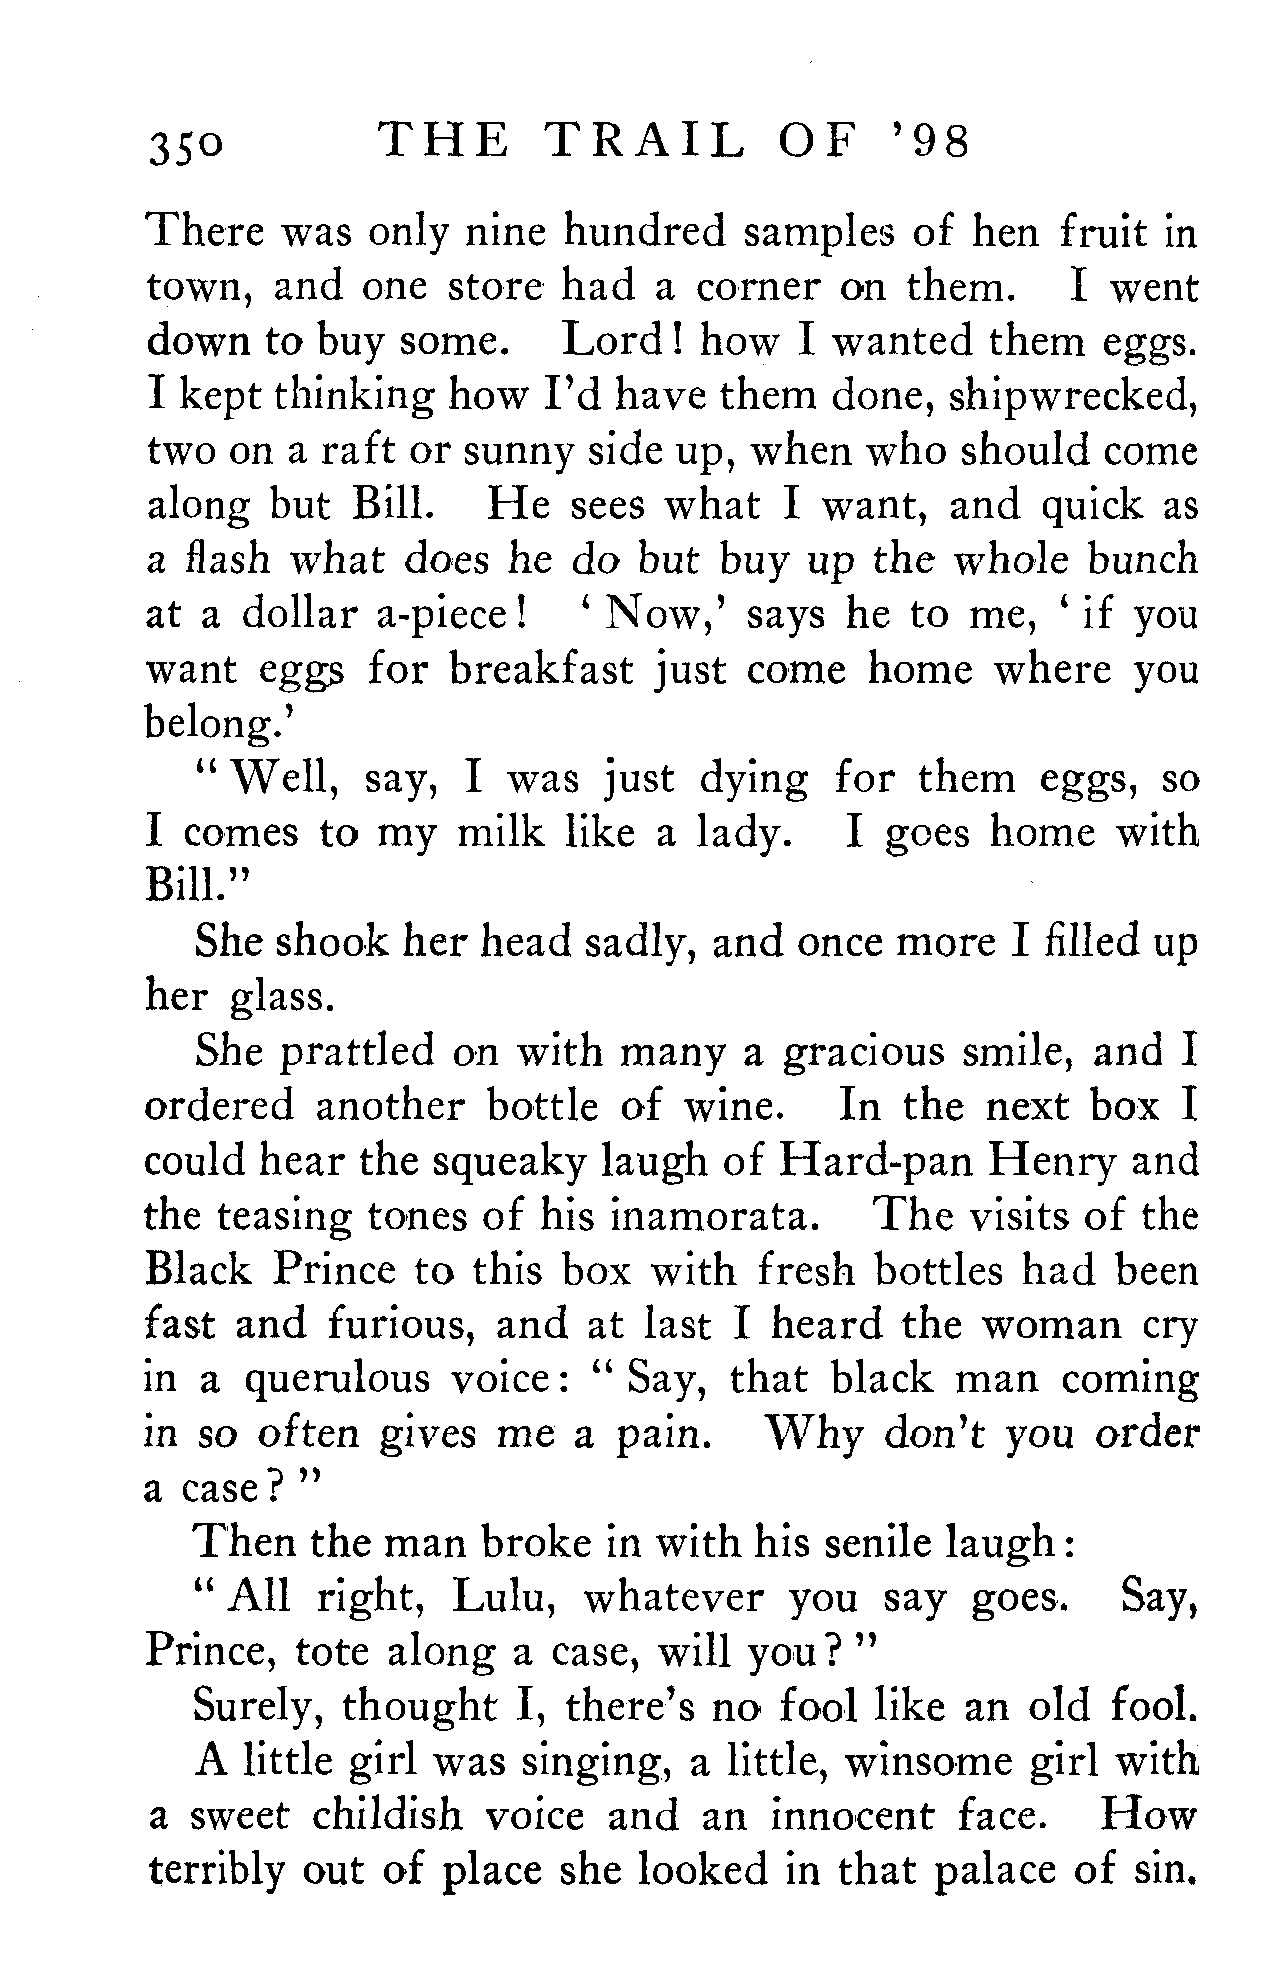 350 THE TRAIL OF '98
There was only nine hundred samples of hen fruit in
town, and one store had a corner on them. I went
down to buy some. Lord! how I wanted them eggs.
I kept thinking how I'd have them done, shipwrecked,
two on a raft or sunny side up, when who should come
along but Bill. He sees what I want, and quick as
a flash what does he do but buy up the whole bunch
at a dollar a-piece! 'Now,' says he to me, 'if you
want eggs for breakfast just come home where you
belong.'
"Well, say, I was just dying for them eggs, so
I comes to my milk like a lady. I goes home with
Bill."
She shook her head sadly, and once more I filled up
her glass.
She prattled on with many a gracious smile, and I
ordered another bottle of wine. In the next box I
could hear the squeaky laugh of Hard-pan Henry and
the teasing tones of his inamorata. The visits of the
Black Prince to this box with fresh bottles had been
fast and furious, and at last I heard the woman cry
in a querulous voice: "Say, that black man coming
in so often gives me a pain. Why don't you order
a case?"
Then the man broke in with his senile laugh:
"All right, Lulu, whatever you say goes. Say,
Prince, tote along a case, will you?"
Surely, thought I, there's no fool like an old fool.
A little girl was singing, a little, winsome girl with
a sweet childish voice and an innocent face. How
terribly out of place she looked in that palace of sin.